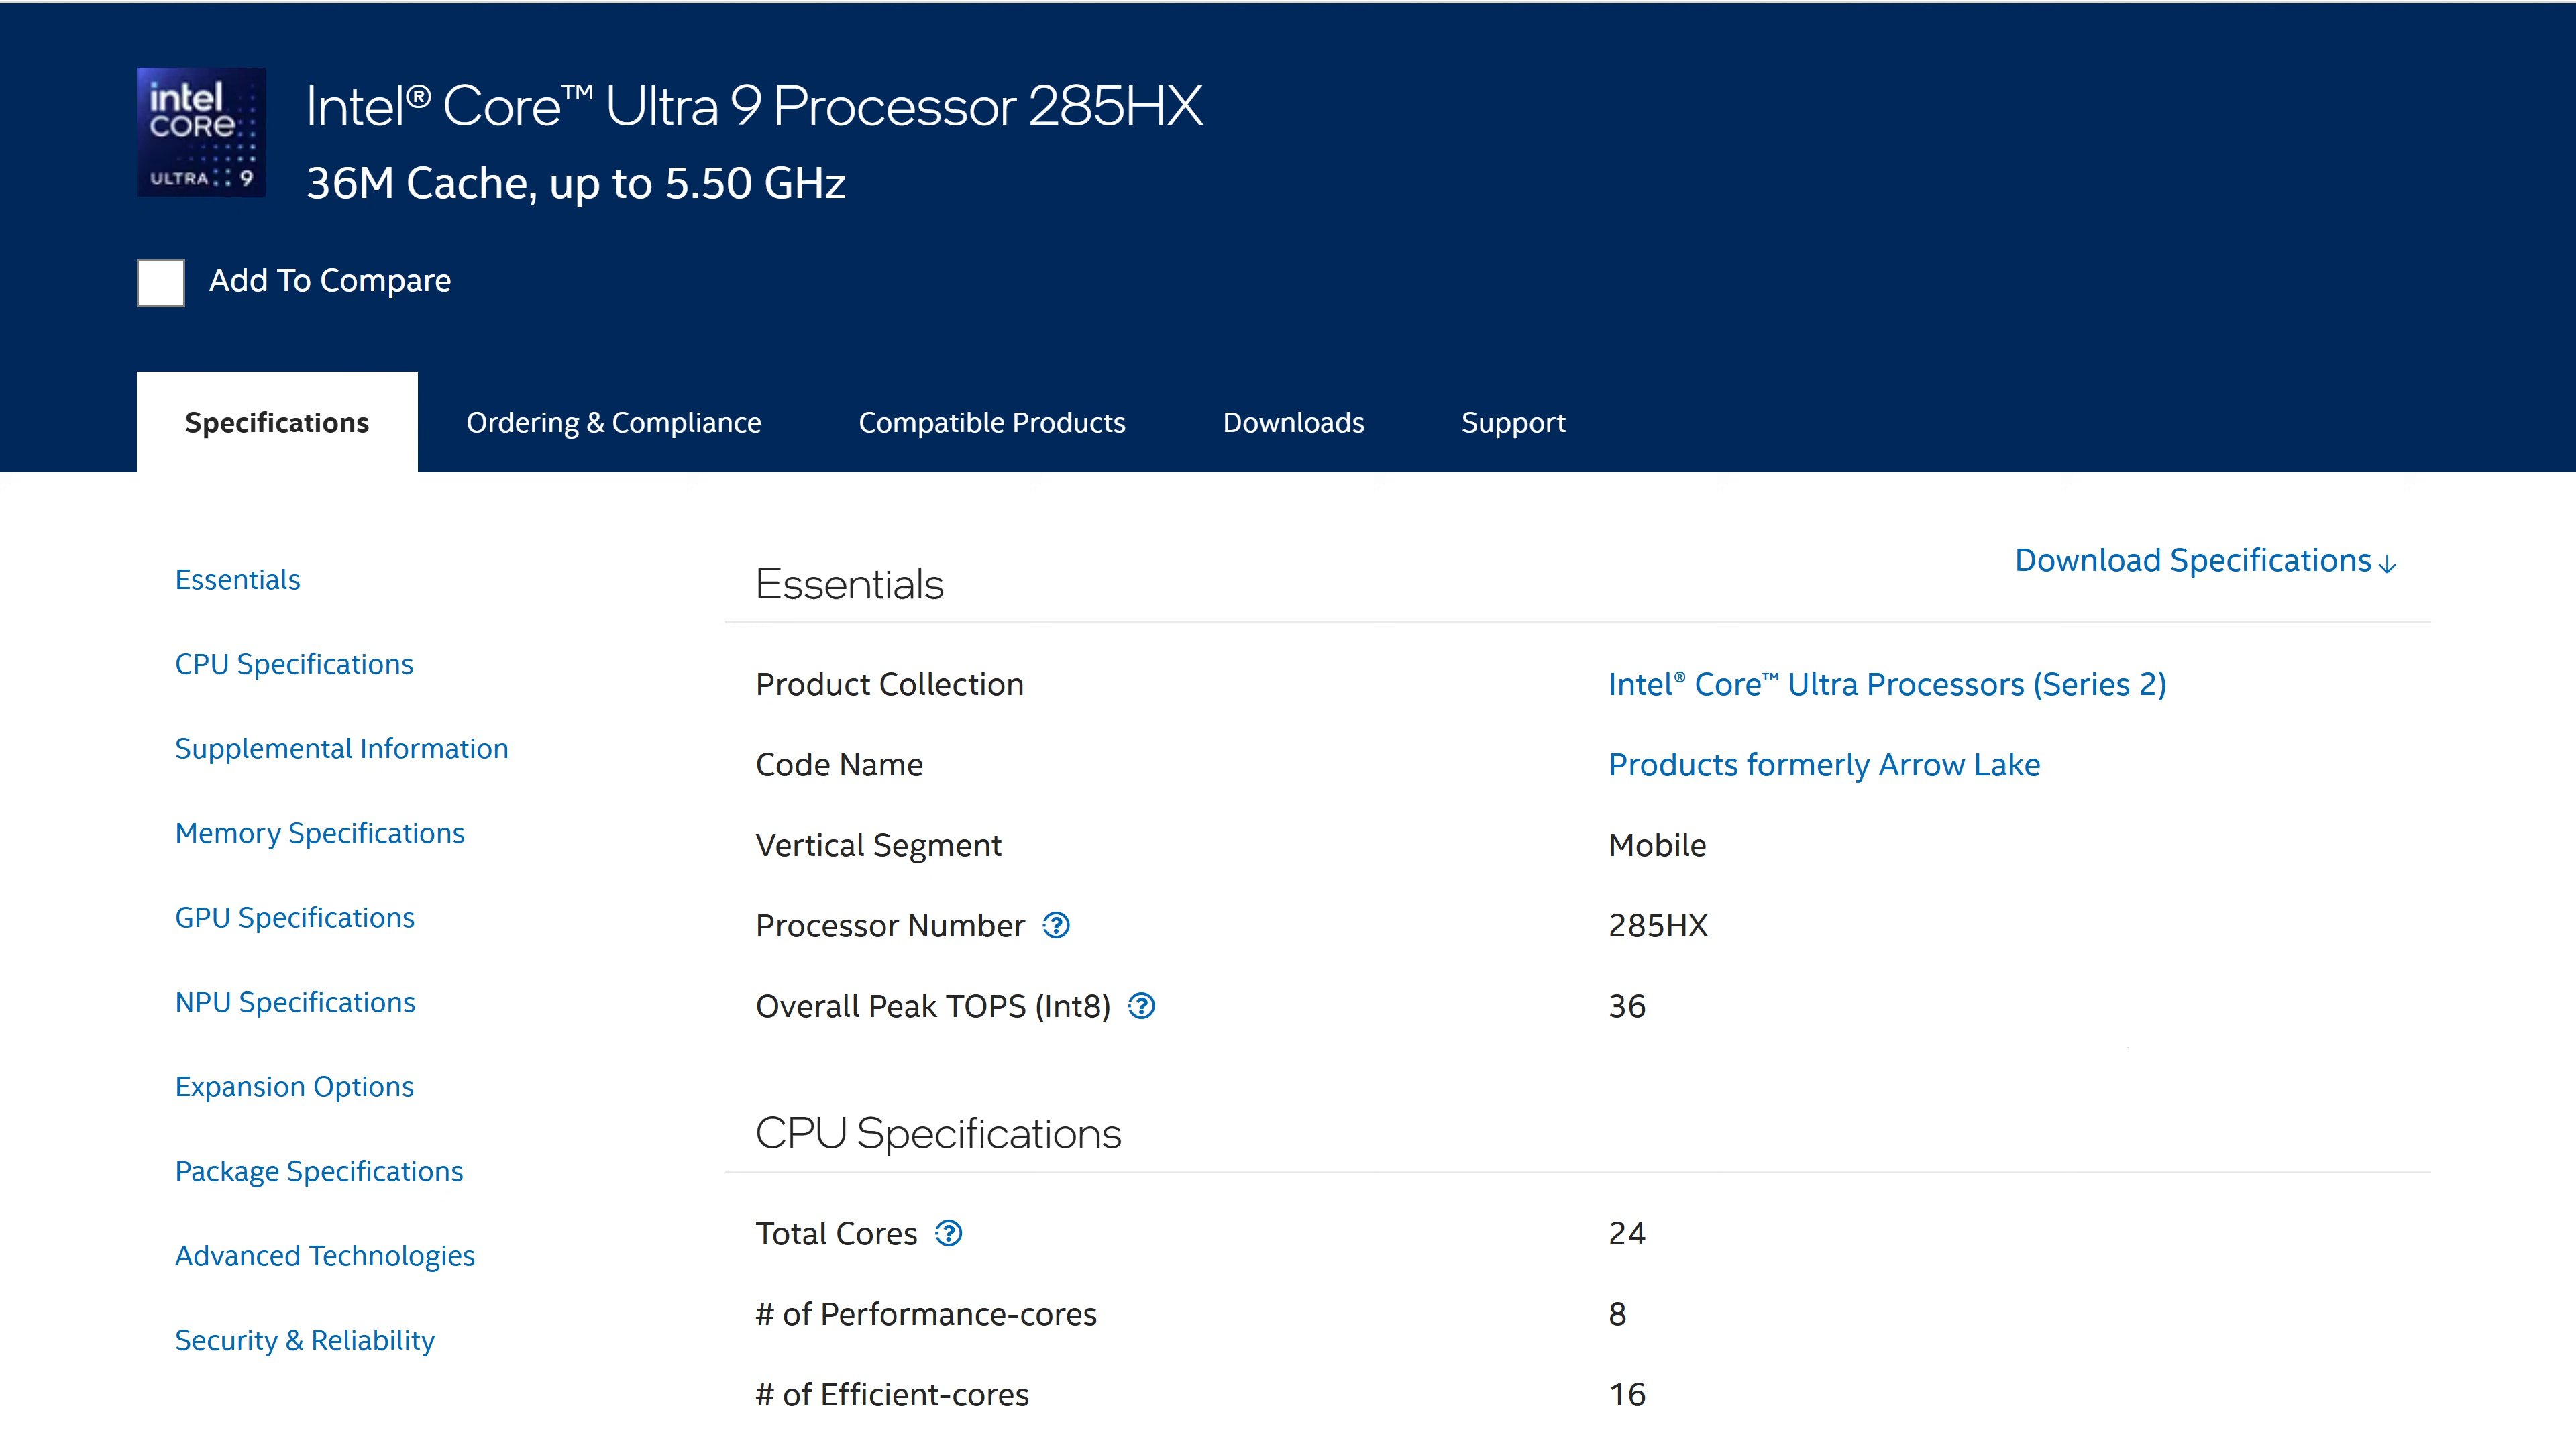 intel
CORE
ULTRA 9
Intel® Core™ Ultra 9 Processor 285HX
36M Cache, up to 5.50 GHz
Add To Compare
Specifications
Ordering & Compliance
Compatible Products
Downloads
Support
Essentials
CPU Specifications
Supplemental Information
Memory Specifications
GPU Specifications
NPU Specifications
Expansion Options
Package Specifications
Advanced Technologies
Security & Reliability
Download Specifications↓
Essentials
Product Collection Intel® Core™ Ultra Processors (Series 2)
Code Name Products formerly Arrow Lake
Vertical Segment Mobile
Processor Number ? 285HX
Overall Peak TOPS (Int8) ? 36
CPU Specifications
Total Cores ? 24
# of Performance-cores 8
# of Efficient-cores 16